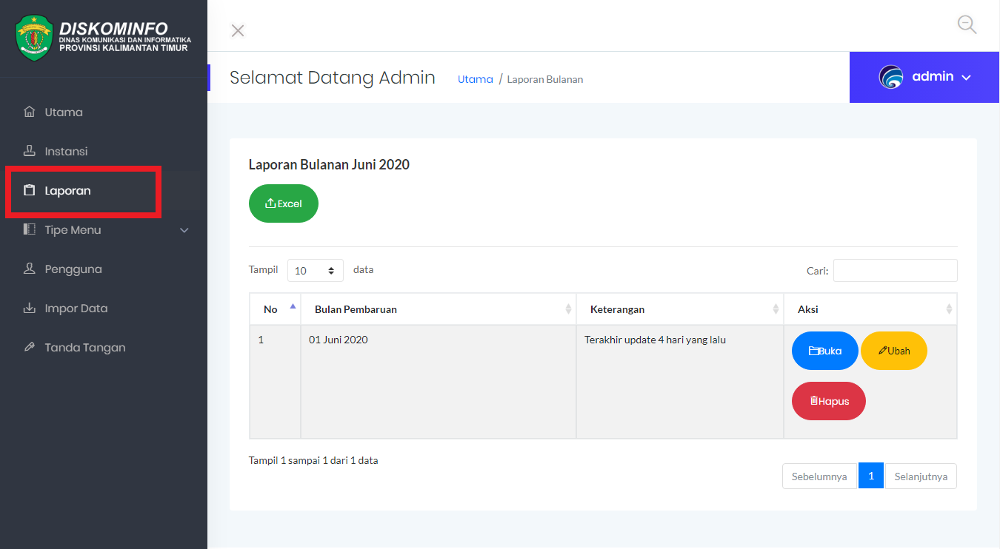 DISKOMINFO
DINAS KOMUNIKASI DAN INFORMATIKA
PROVINSI KALIMANTAN TIMUR
Selamat Datang Admin
Utama / Laporan Bulanan
admin
Utama
Instansi
Laporan
Tipe Menu
Pengguna
Impor Data
Tanda Tangan
Laporan Bulanan Juni 2020
Excel
Tampil 10 data
Cari:
No Bulan Pembaruan Keterangan Aksi
1 01 Juni 2020 Terakhir update 4 hari yang lalu Buka Ubah
Hapus
Tampil 1 sampai 1 dari 1 data
Sebelumnya 1 Selanjutnya